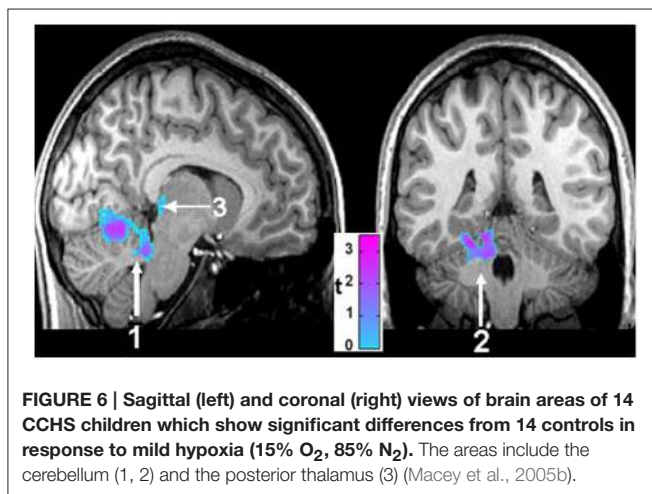 3
1
3
2
t
1
0
2
FIGURE 6 | Sagittal (left) and coronal (right) views of brain areas of 14
CCHS children which show significant differences from 14 controls in
response to mild hypoxia (15% O₂, 85% N₂). The areas include the
cerebellum (1, 2) and the posterior thalamus (3) (Macey et al., 2005b).